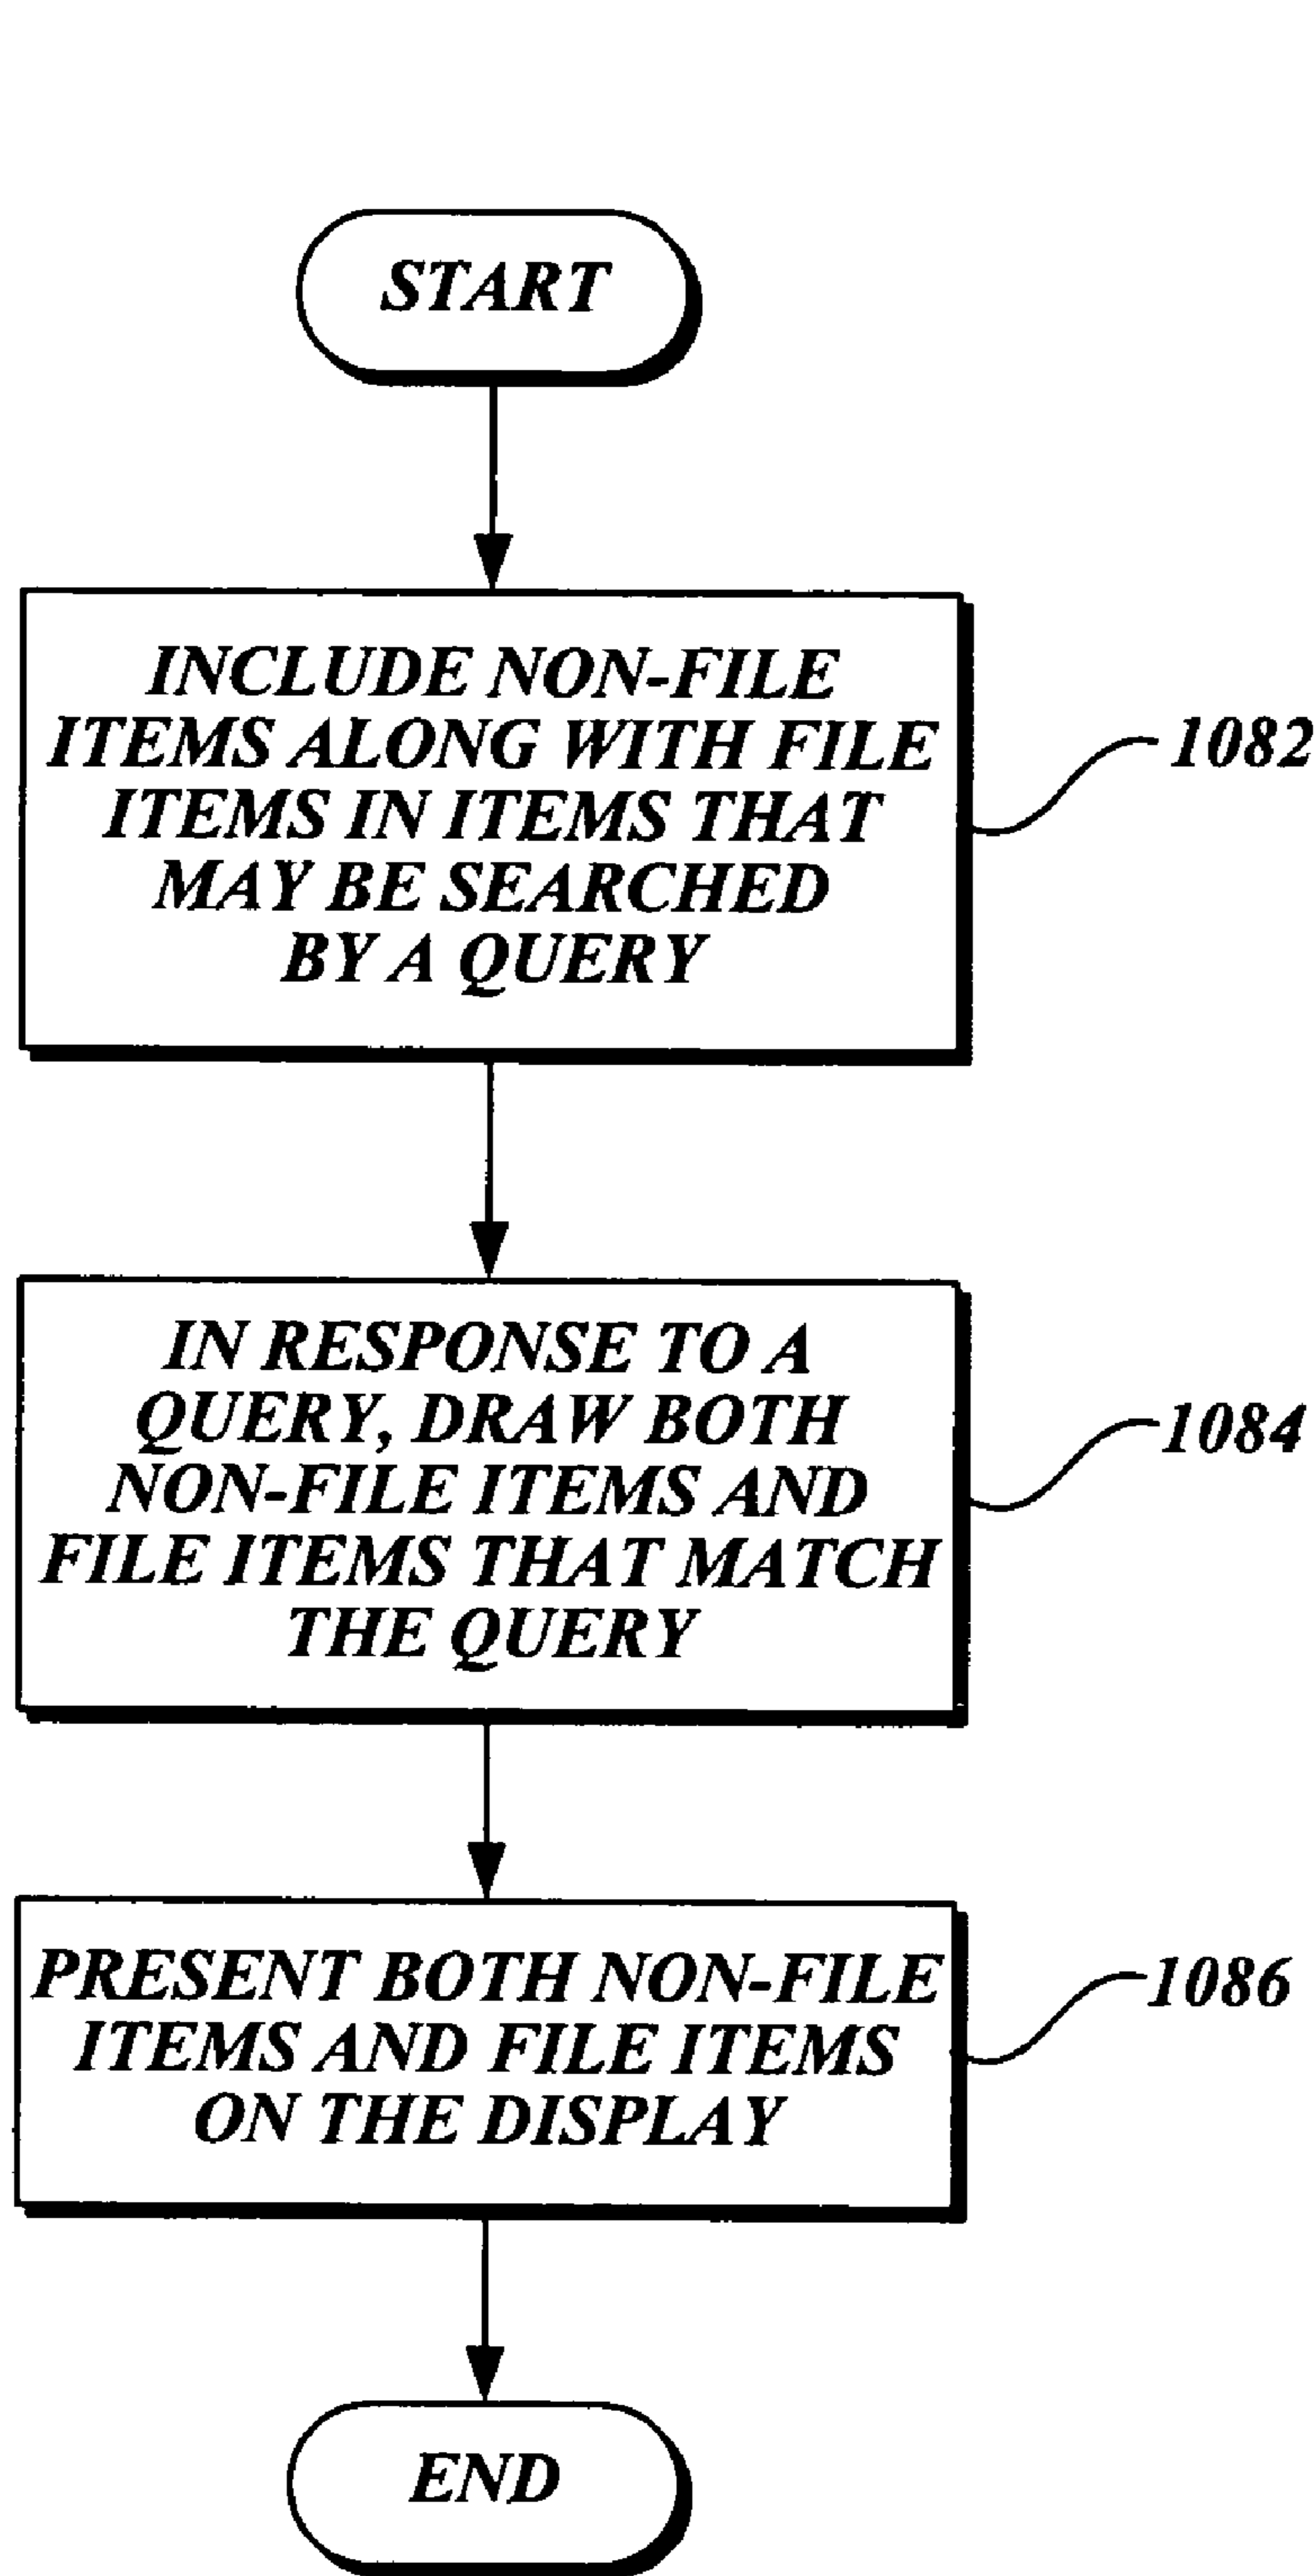 START
INCLUDE NON-FILE
ITEMS ALONG WITH FILE
ITEMS IN ITEMS THAT
MAY BE SEARCHED
BY A QUERY
1082
IN RESPONSE TO A
QUERY, DRAW BOTH
NON-FILE ITEMS AND
FILE ITEMS THAT MATCH
THE QUERY
1084
PRESENT BOTH NON-FILE
ITEMS AND FILE ITEMS
ON THE DISPLAY
1086
END